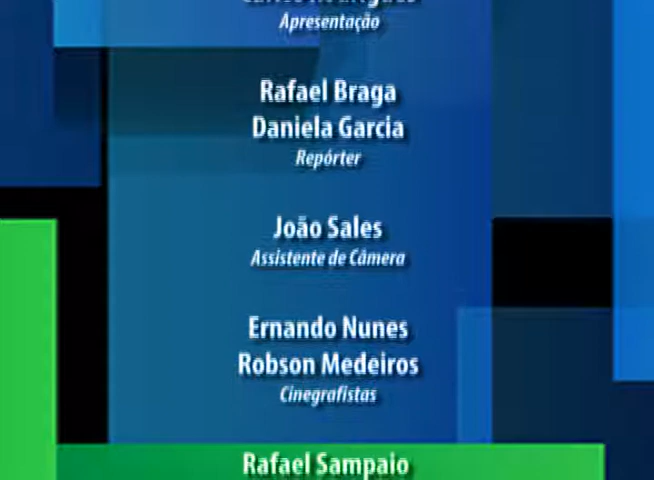 Apresentação
Rafael Braga
Daniela Garcia
Repórter
João Sales
Assistente de Câmera
Ernando Nunes
Robson Medeiros
Cinegrafistas
Rafael Sampaio